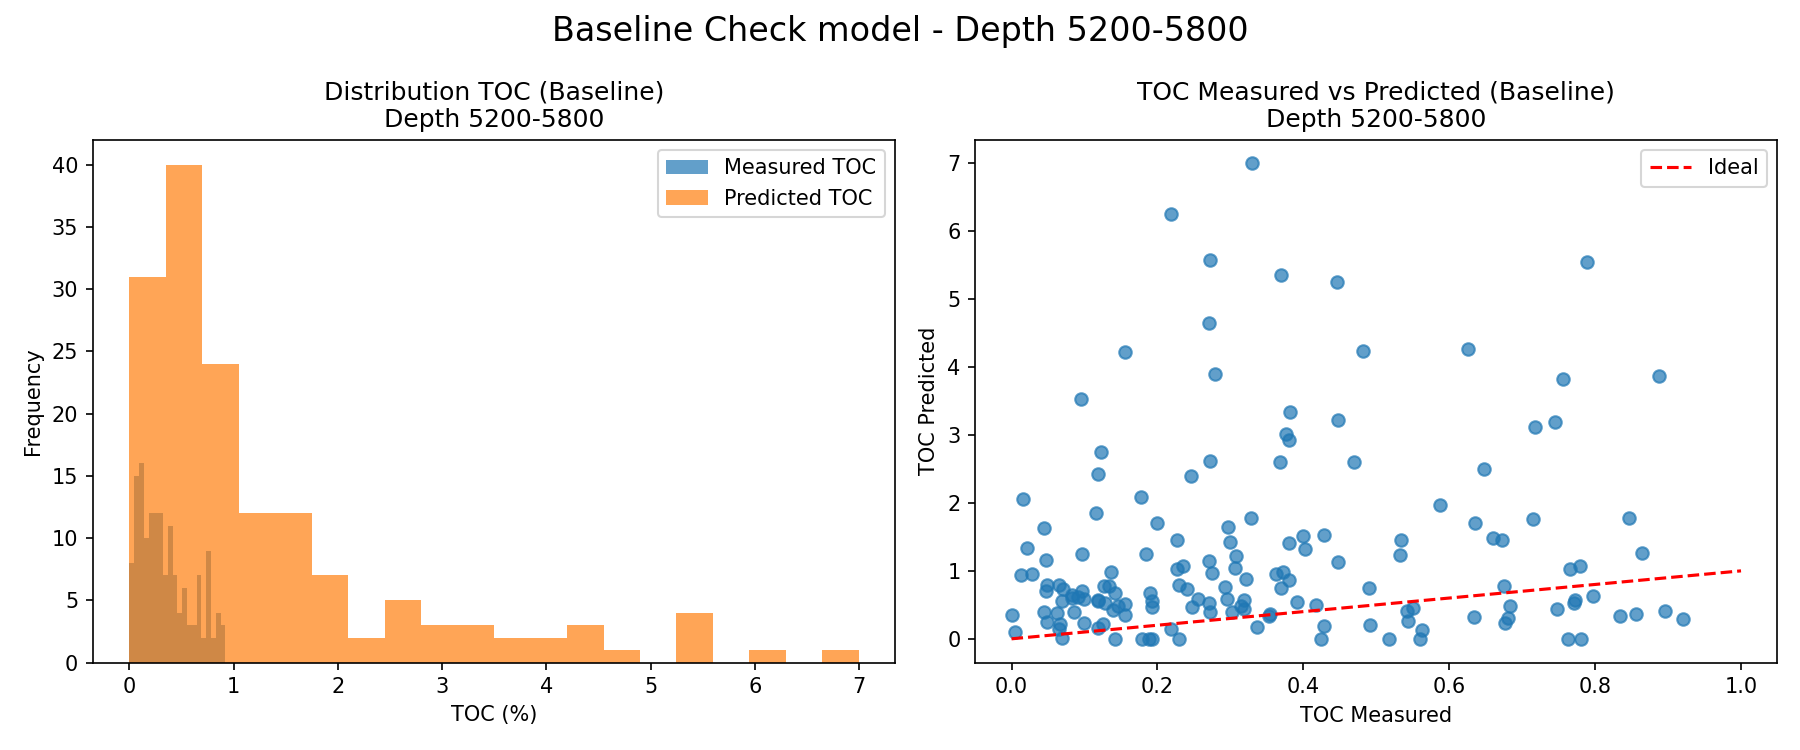 Baseline Check model - Depth 5200-5800
Distribution TOC (Baseline)
Depth 5200-5800
Frequency
40
35
30
25
20
15
10
5
0
Measured TOC
Predicted TOC
0 1 2 3 4 5 6 7
TOC (%)
TOC Measured vs Predicted (Baseline)
Depth 5200-5800
TOC Predicted
7
6
5
4
3
2
1
0
Ideal
0.0 0.2 0.4 0.6 0.8 1.0
TOC Measured